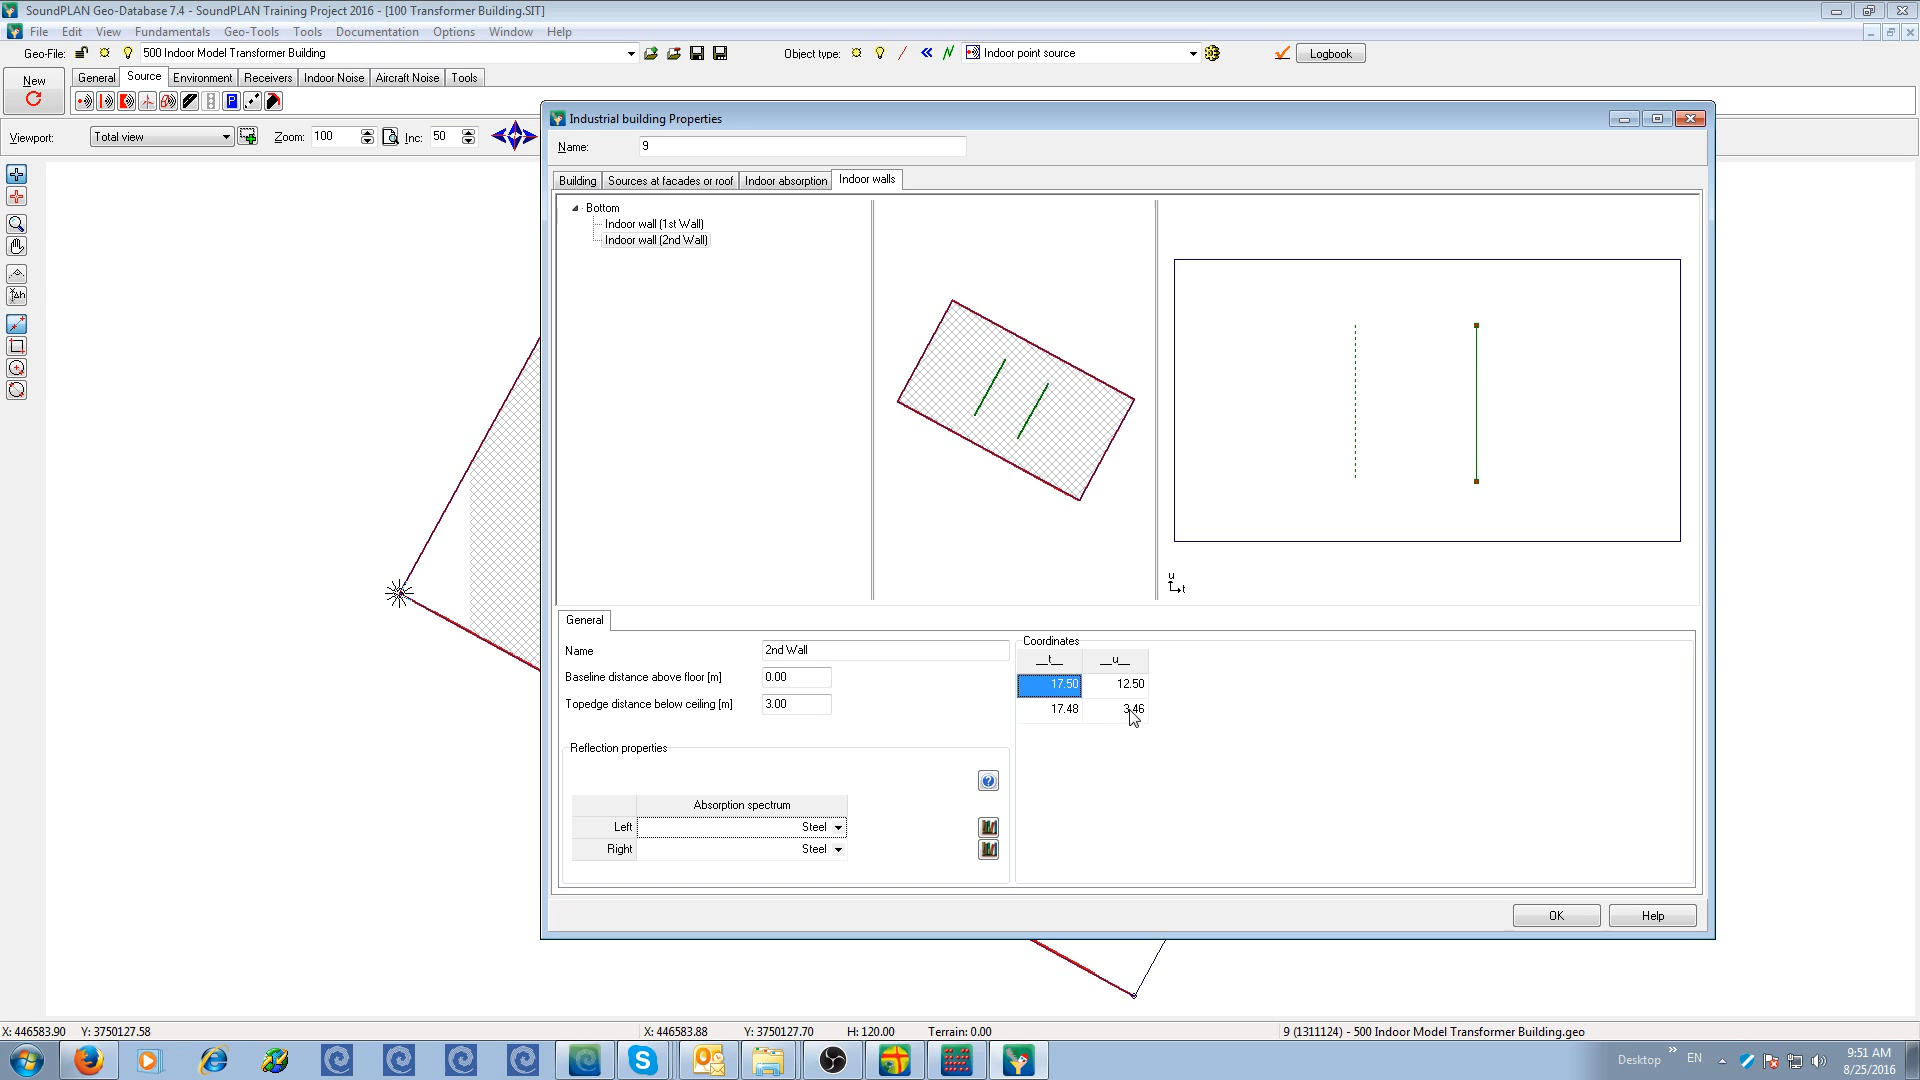 SoundPLAN Geo-Database 7.4 - SoundPLAN Training Project 2016 - [100 Transformer Building.SIT]
File Edit View Fundamentals Geo-Tools Tools Documentation Options Window Help
Geo-File: 500 Indoor Model Transformer Building Object type: Indoor point source Logbook
New General Source Environment Receivers Indoor Noise Aircraft Noise Tools
Viewport: Total view Zoom: 100 Inc: 50
Industrial building Properties
Name: 9
Building Sources at facades or roof Indoor absorption Indoor walls
Bottom
Indoor wall (1st Wall)
Indoor wall (2nd Wall)
u
t
General
Name 2nd Wall
Baseline distance above floor [m] 0.00
Topedge distance below ceiling [m] 3.00
Coordinates
__t__ __u__
17.50 12.50
17.48 3.46
Reflection properties
Absorption spectrum
Left Steel
Right Steel
OK Help
X: 446583.90 Y: 3750127.58 X: 446583.88 Y: 3750127.70 H: 120.00 Terrain: 0.00 9 (1311124) - 500 Indoor Model Transformer Building.geo
Desktop » EN 9:51 AM
8/25/2016